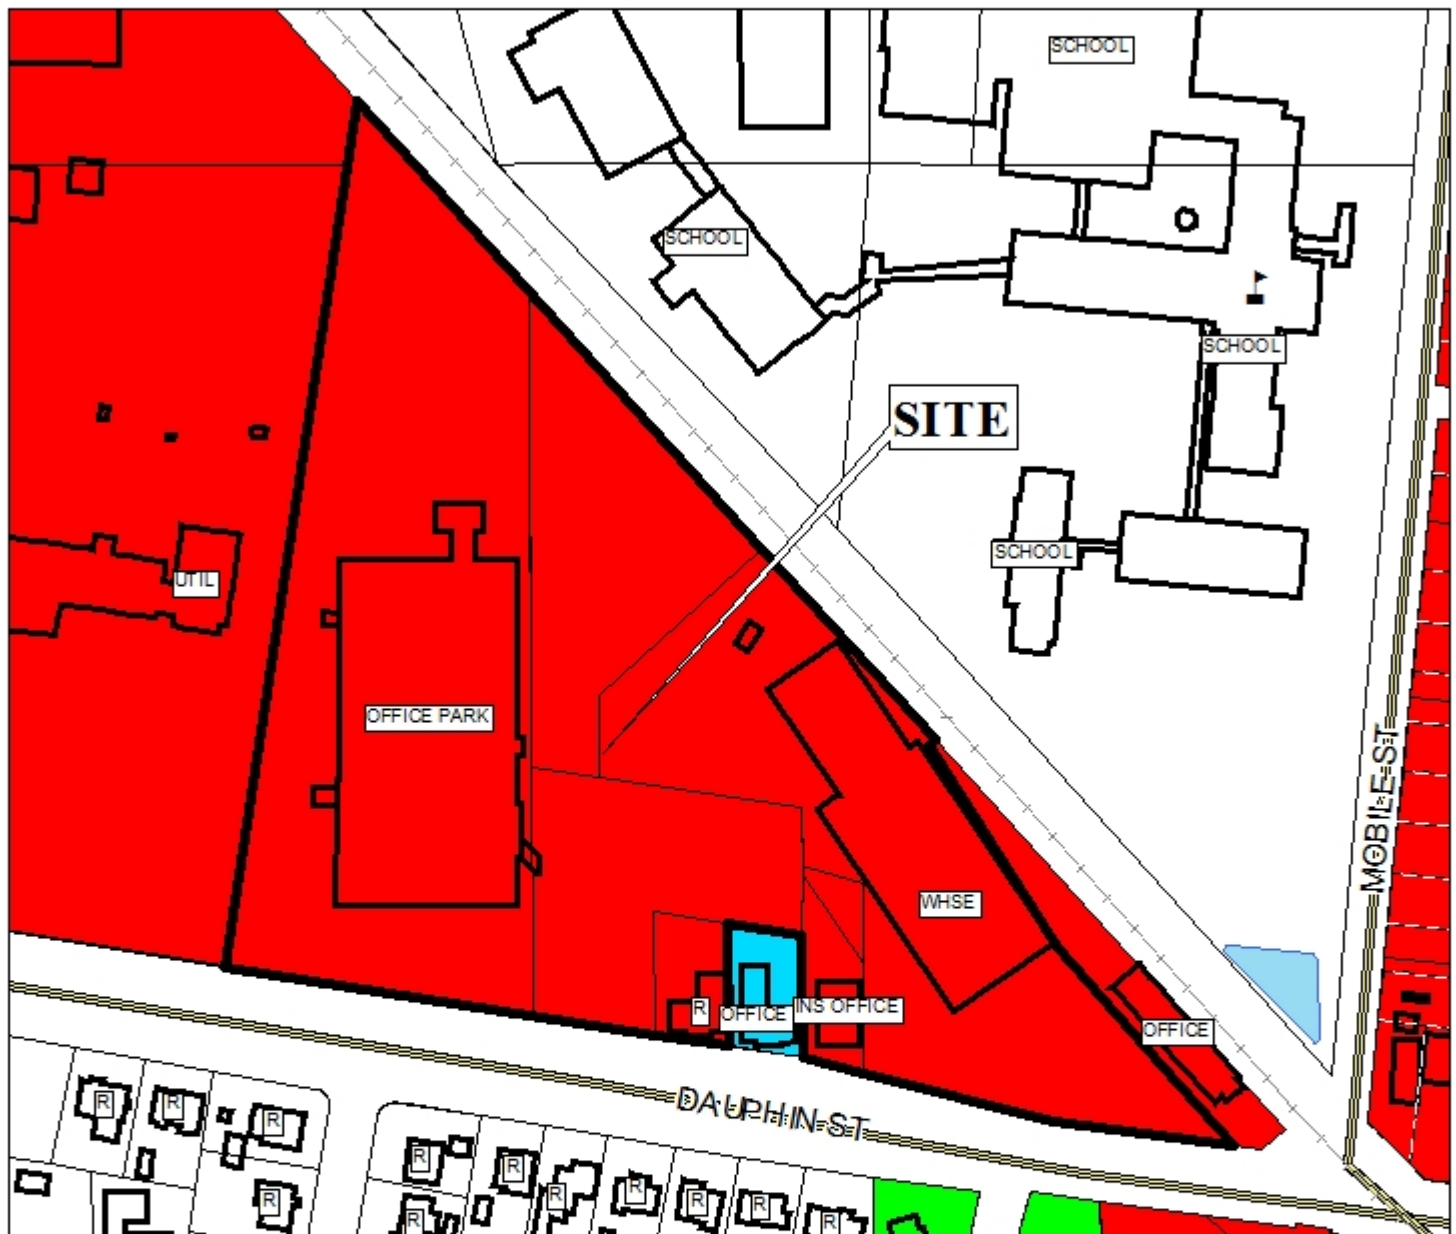 SCHOOL
SCHOOL
SCHOOL
SITE
SCHOOL
UTIL
OFFICE PARK
MOBILE ST
WHSE
R
OFFICE
INS OFFICE
OFFICE
DAUPHIN ST
R
R
R
R
R
R
R
R
R
R
R
R